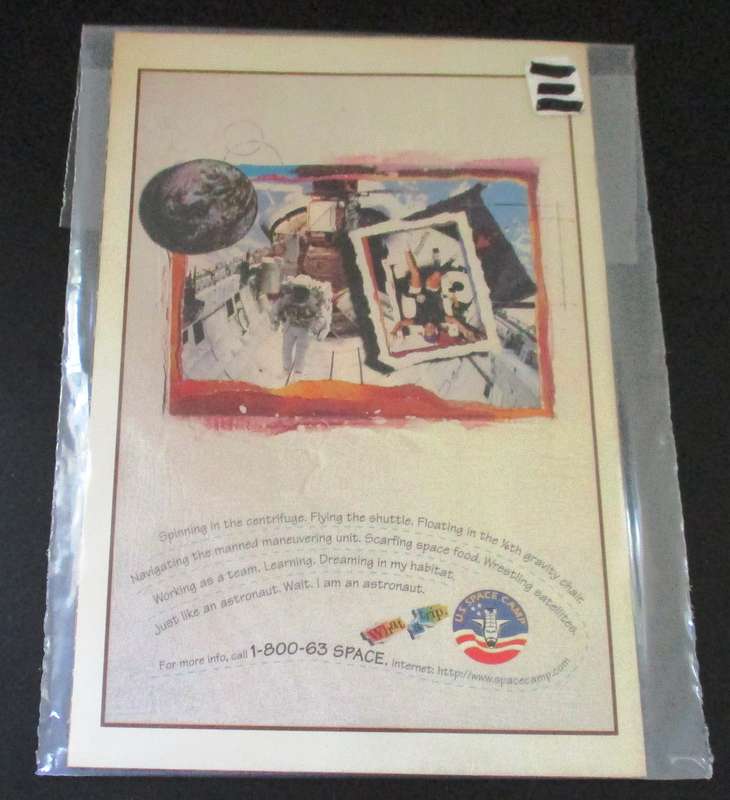 Spinning in the centrifuge. Flying the shuttle. Floating in the ⅙th gravity chair.
Navigating the manned maneuvering unit. Scarfing space food. Wrestling satellites.
Working as a team. Learning. Dreaming in my habitat.
Just like an astronaut. Wait. I am an astronaut.
What a trip.
U.S. SPACE CAMP
For more info, call 1-800-63 SPACE. Internet: http://www.spacecamp.com